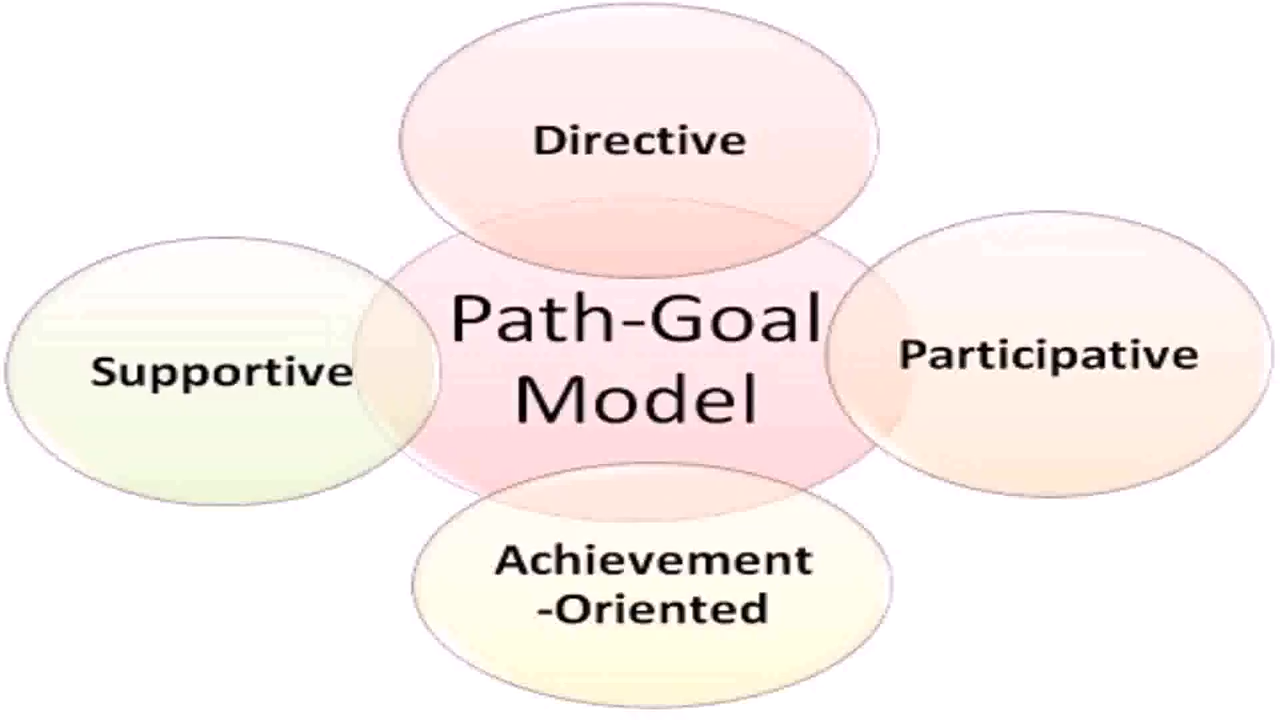 Directive
Path-Goal
Model
Supportive
Participative
Achievement
-Oriented